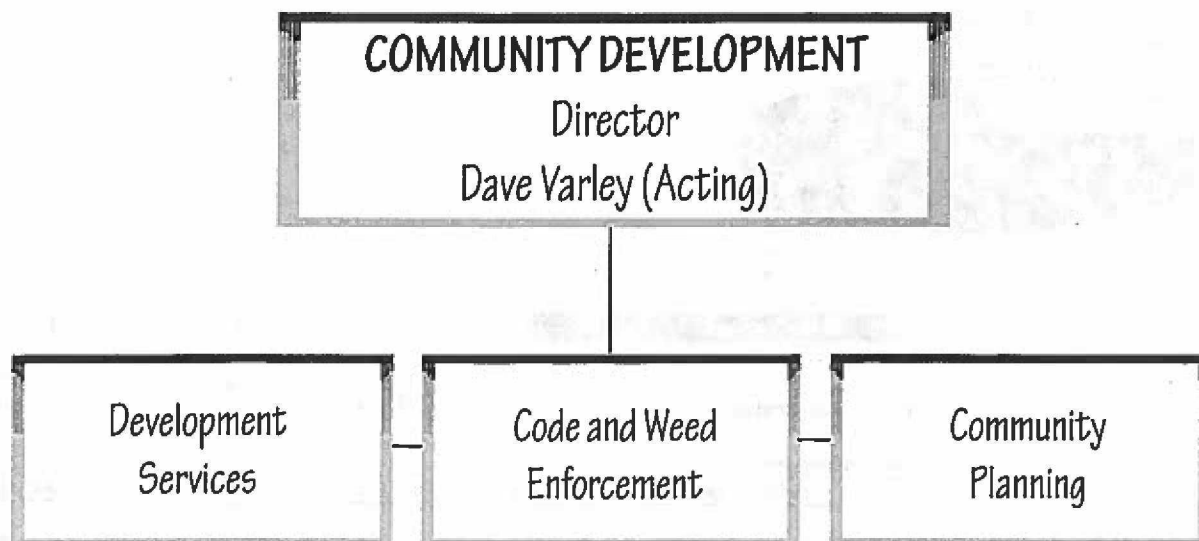 COMMUNITY DEVELOPMENT
Director
Dave Varley (Acting)
Development
Services
Code and Weed
Enforcement
Community
Planning